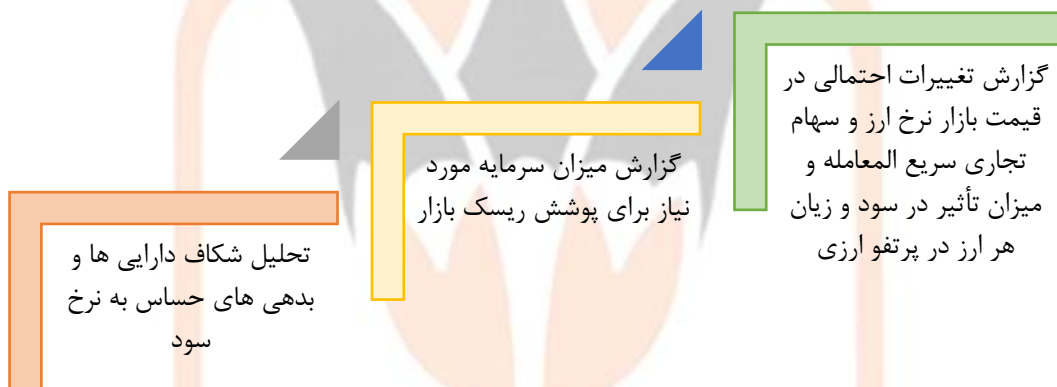 گزارش تغییرات احتمالی در
قیمت بازار نرخ ارز و سهام
تجاری سریع المعامله و
میزان تأثیر در سود و زیان
هر ارز در پرتفو ارزی
گزارش میزان سرمایه مورد
نیاز برای پوشش ریسک بازار
تحلیل شکاف دارایی ها و
بدهی های حساس به نرخ
سود